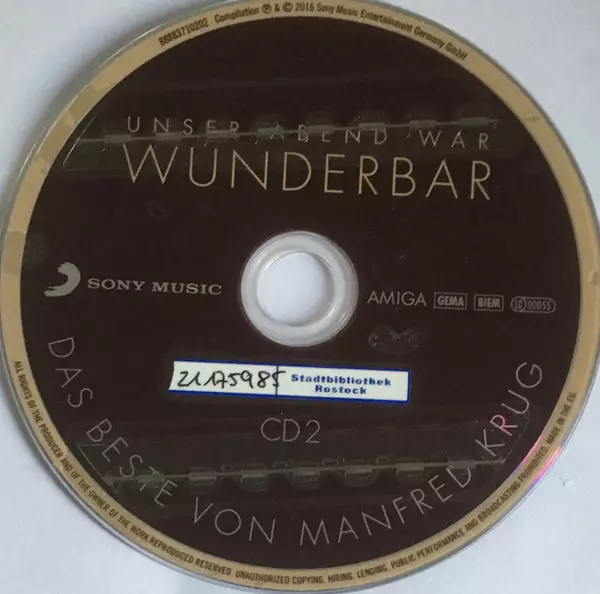 88883710202 Compilation ℗ & © 2016 Sony Music Entertainment Germany GmbH
UNSER ABEND WAR
WUNDERBAR
SONY MUSIC
AMIGA GEMA BIEM LC 00055
21175985 Stadtbibliothek
Rostock
CD 2
DAS BESTE VON MANFRED KRUG
ALL RIGHTS OF THE PRODUCER AND OF THE OWNER OF THE WORK REPRODUCED RESERVED. UNAUTHORIZED COPYING. HIRING. LENDING. PUBLIC PERFORMANCE AND BROADCASTING PROHIBITED. MADE IN THE EU.